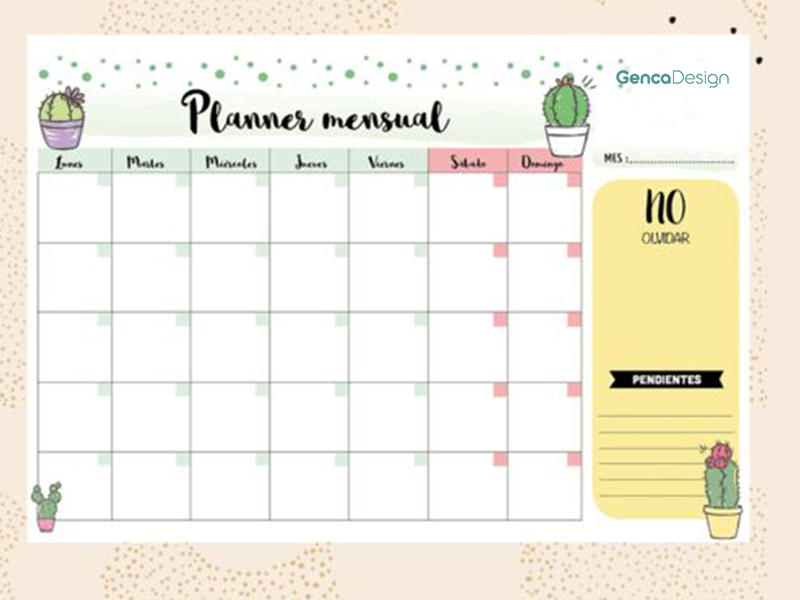 GencaDesign
Planner mensual
MES :
Lunes Martes Miércoles Jueves Viernes Sábado Domingo
NO
OLVIDAR
PENDIENTES